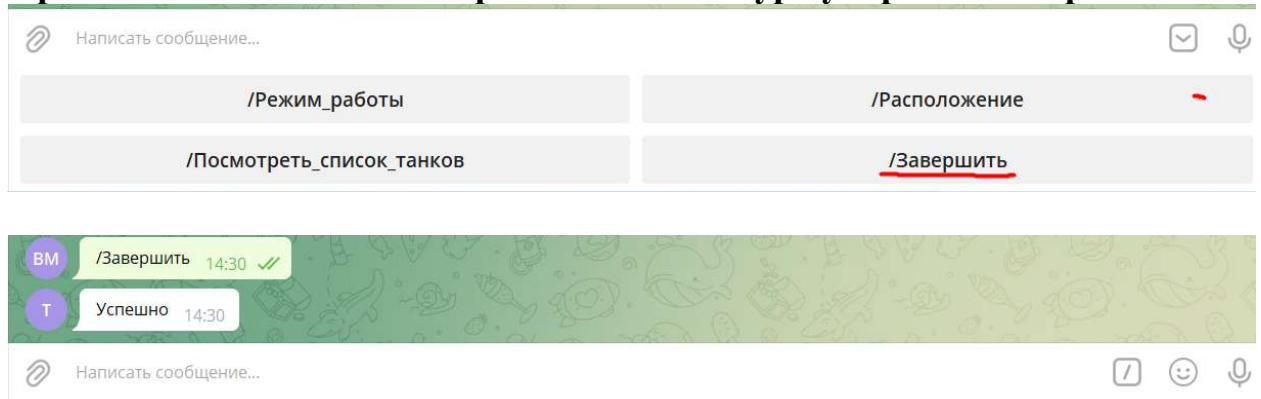 Написать сообщение...
/Режим_работы
/Расположение
/Посмотреть_список_танков
/Завершить
ВМ
/Завершить 14:30
Т
Успешно 14:30
Написать сообщение...